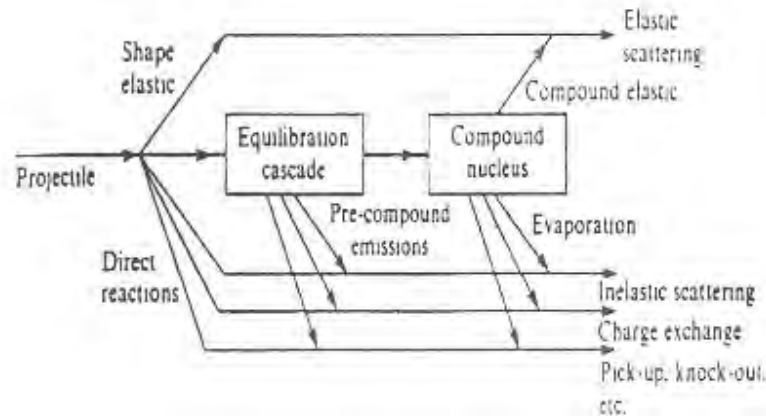 Elastic
scattering
Shape
elastic
Compound elastic
Equilibration
cascade
Compound
nucleus
Projectile
Pre-compound
emissions
Evaporation
Direct
reactions
Inelastic scattering
Charge exchange
Pick-up, knock-out,
etc.